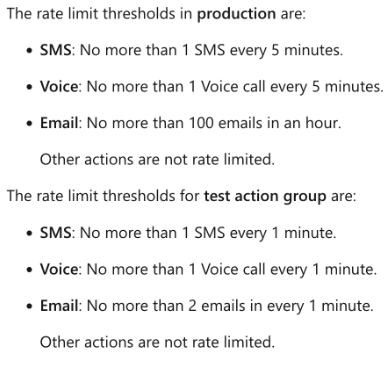 The rate limit thresholds in production are:
• SMS: No more than 1 SMS every 5 minutes.
• Voice: No more than 1 Voice call every 5 minutes.
• Email: No more than 100 emails in an hour.
Other actions are not rate limited.
The rate limit thresholds for test action group are:
• SMS: No more than 1 SMS every 1 minute.
• Voice: No more than 1 Voice call every 1 minute.
• Email: No more than 2 emails in every 1 minute.
Other actions are not rate limited.